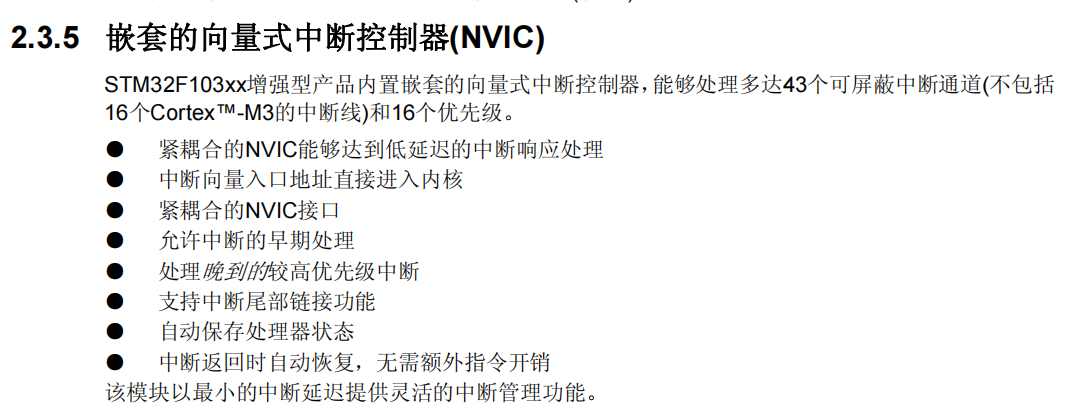 2.3.5 嵌套的向量式中断控制器(NVIC)
STM32F103xx增强型产品内置嵌套的向量式中断控制器，能够处理多达43个可屏蔽中断通道(不包括
16个Cortex™-M3的中断线)和16个优先级。
● 紧耦合的NVIC能够达到低延迟的中断响应处理
● 中断向量入口地址直接进入内核
● 紧耦合的NVIC接口
● 允许中断的早期处理
● 处理晚到的较高优先级中断
● 支持中断尾部链接功能
● 自动保存处理器状态
● 中断返回时自动恢复，无需额外指令开销
该模块以最小的中断延迟提供灵活的中断管理功能。